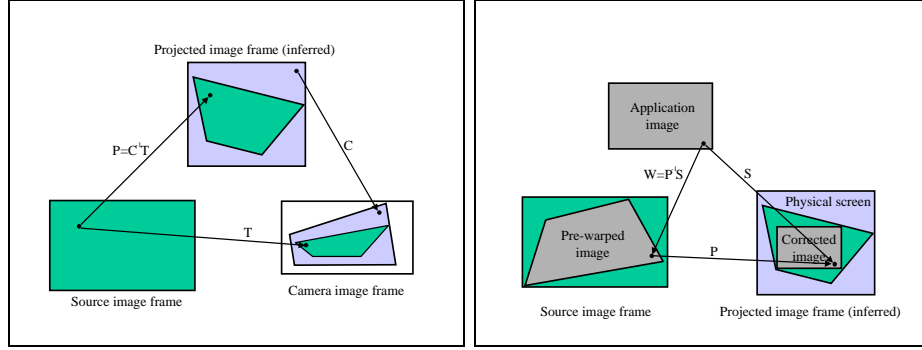 Projected image frame (inferred)
P=C⁻¹T
C
T
Source image frame
Camera image frame
Application
image
W=P⁻¹S
S
Physical screen
Pre-warped
image
P
Corrected
image
Source image frame
Projected image frame (inferred)